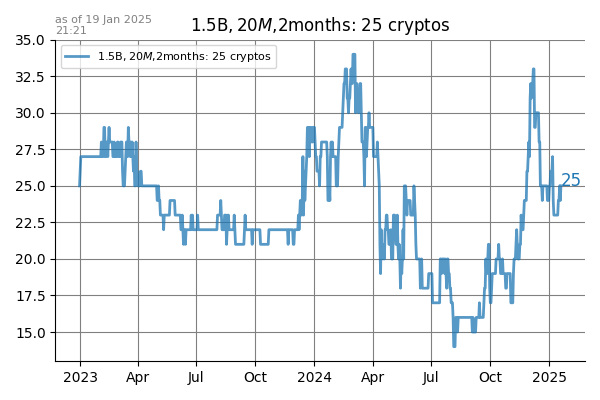 as of 19 Jan 2025
21:21
1.5B, 20M,2months: 25 cryptos
1.5B, 20M,2months: 25 cryptos
35.0
32.5
30.0
27.5
25.0
22.5
20.0
17.5
15.0
25
2023 Apr Jul Oct 2024 Apr Jul Oct 2025